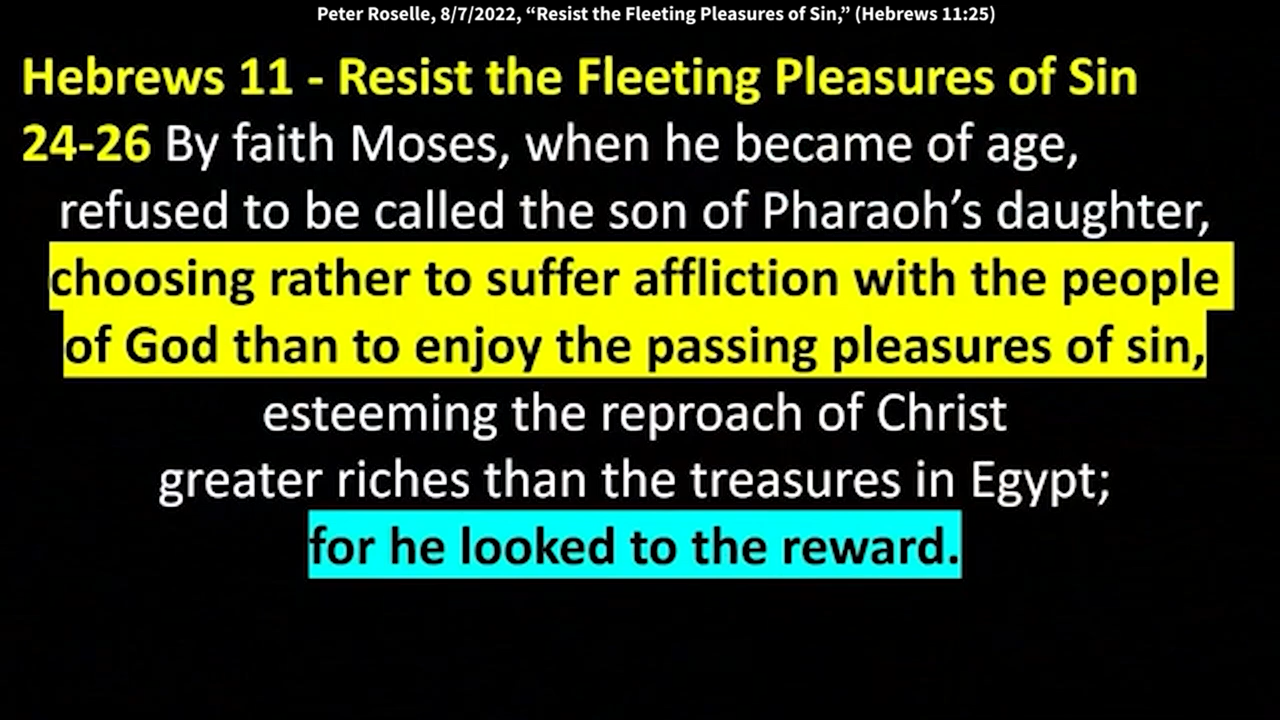 Peter Roselle, 8/7/2022, “Resist the Fleeting Pleasures of Sin,” (Hebrews 11:25)
Hebrews 11 - Resist the Fleeting Pleasures of Sin
24-26 By faith Moses, when he became of age,
refused to be called the son of Pharaoh’s daughter,
choosing rather to suffer affliction with the people
of God than to enjoy the passing pleasures of sin,
esteeming the reproach of Christ
greater riches than the treasures in Egypt;
for he looked to the reward.